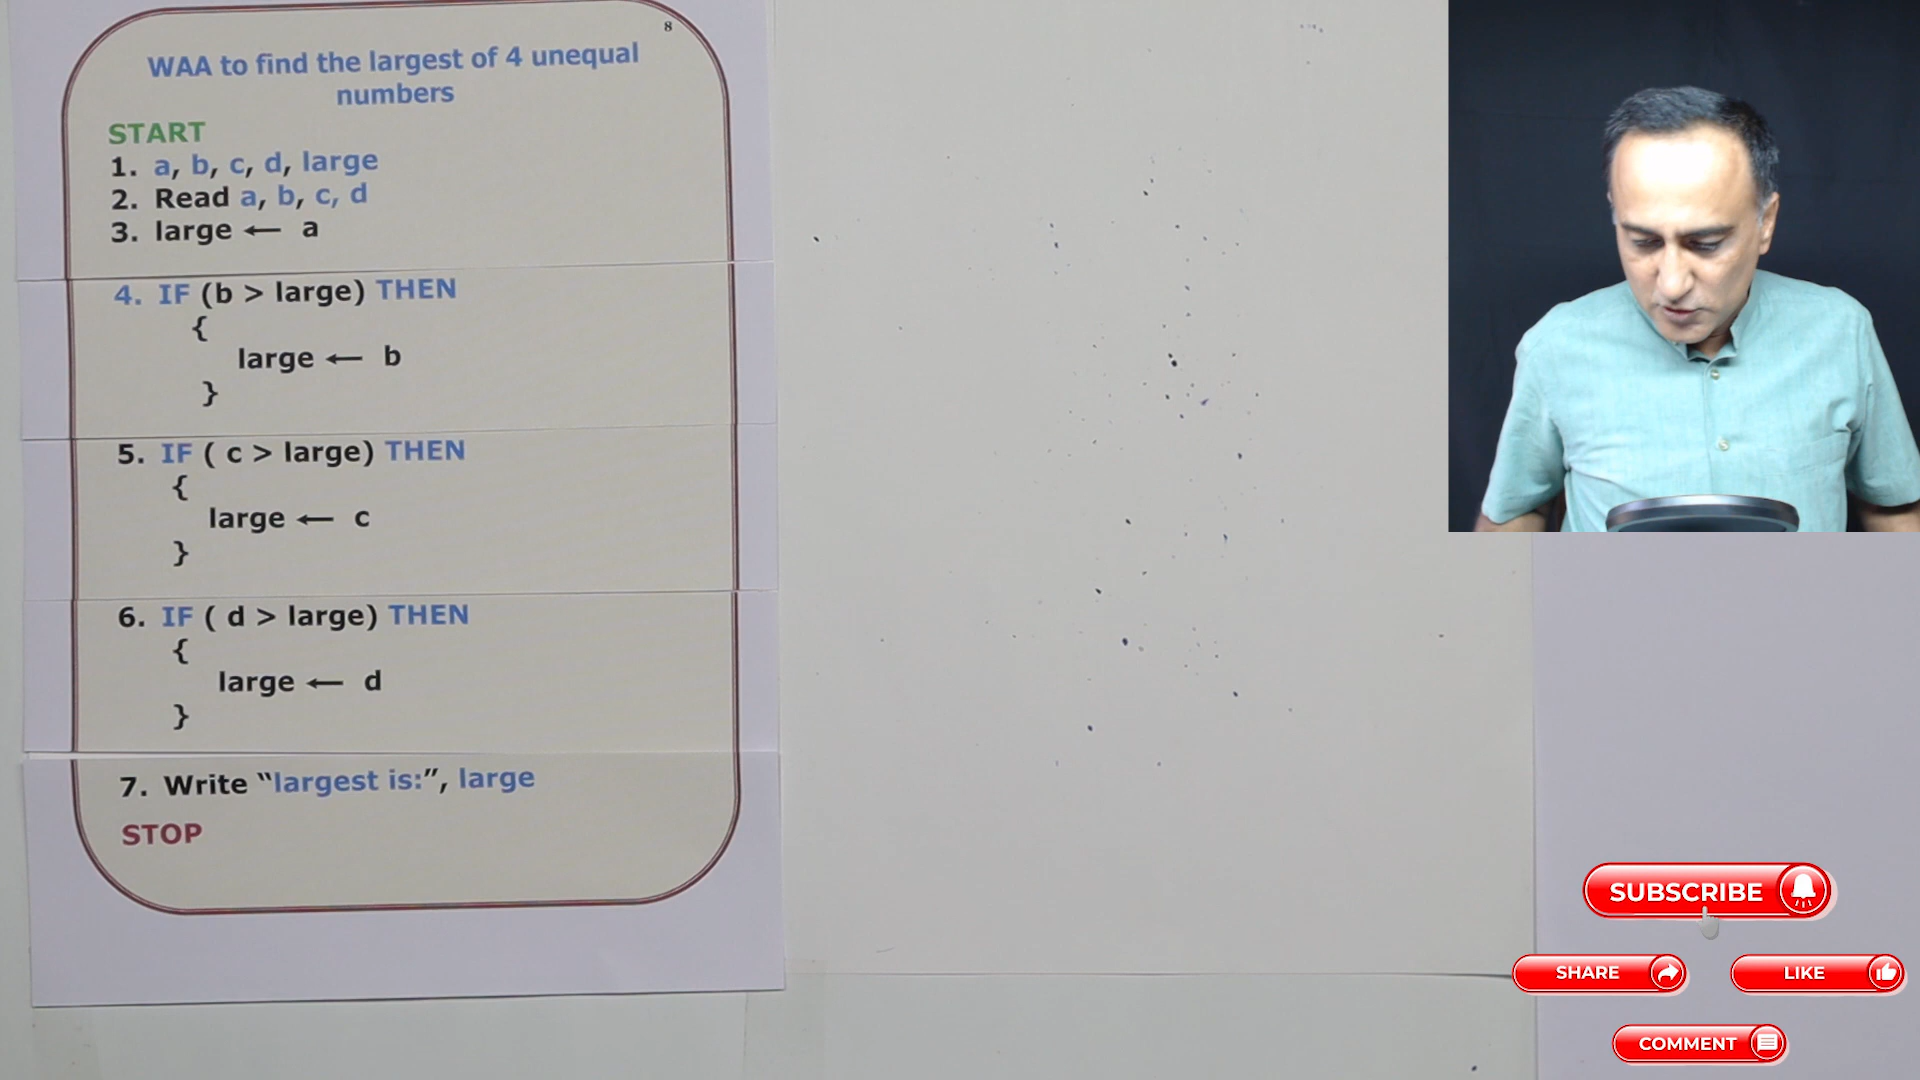 8
WAA to find the largest of 4 unequal
numbers
START
1. a, b, c, d, large
2. Read a, b, c, d
3. large ← a
4. IF (b > large) THEN
{
large ← b
}
5. IF ( c > large) THEN
{
large ← c
}
6. IF ( d > large) THEN
{
large ← d
}
7. Write “largest is:”, large
STOP
SUBSCRIBE
SHARE
LIKE
COMMENT